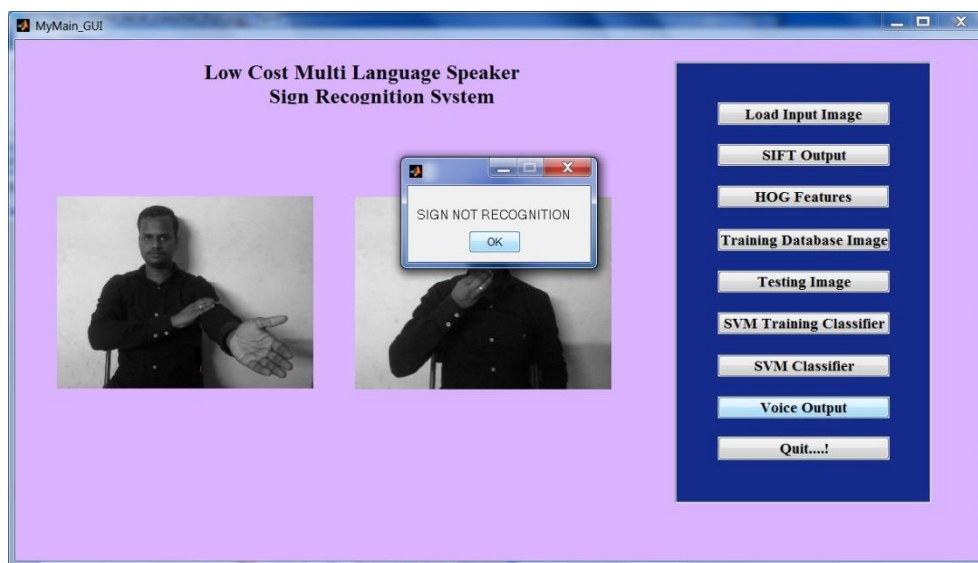 MyMain_GUI
Low Cost Multi Language Speaker
Sign Recognition System
SIGN NOT RECOGNITION
OK
Load Input Image
SIFT Output
HOG Features
Training Database Image
Testing Image
SVM Training Classifier
SVM Classifier
Voice Output
Quit....!